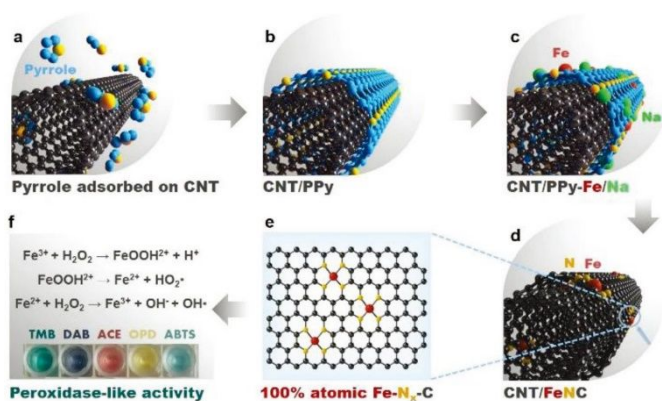 a
Pyrrole
Pyrrole adsorbed on CNT
b
CNT/PPy
c
Fe
Na
CNT/PPy-Fe/Na
f
Fe³⁺ + H₂O₂ → FeOOH²⁺ + H⁺
FeOOH²⁺ → Fe²⁺ + HO₂•
Fe²⁺ + H₂O₂ → Fe³⁺ + OH⁻ + OH•
TMB DAB ACE OPD ABTS
Peroxidase-like activity
e
100% atomic Fe-Nₓ-C
d
N Fe
CNT/FeNC